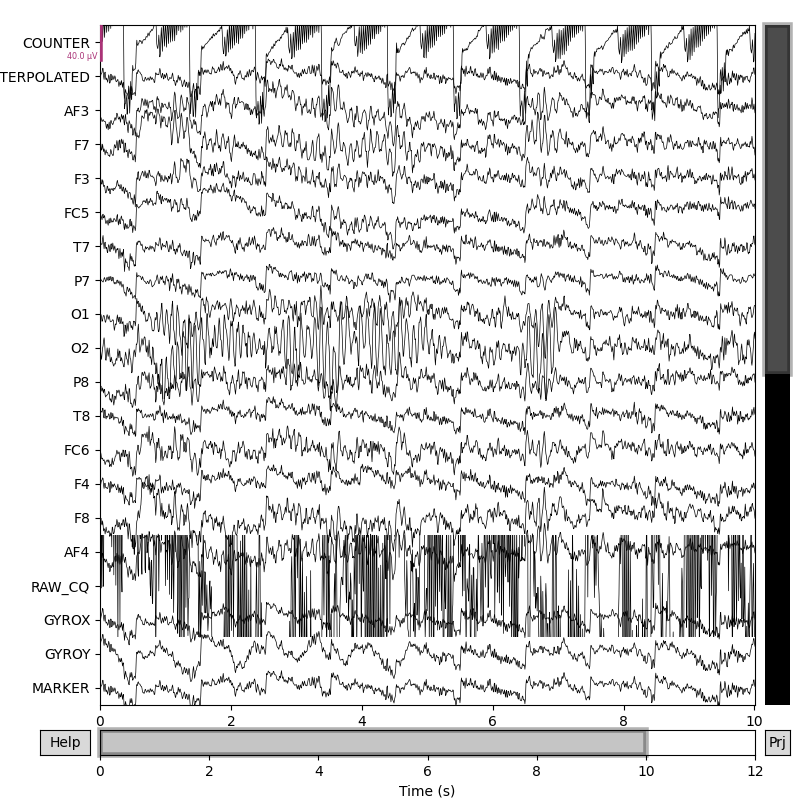 COUNTER
40.0 µV
TERPOLATED
AF3
F7
F3
FC5
T7
P7
O1
O2
P8
T8
FC6
F4
F8
AF4
RAW_CQ
GYROX
GYROY
MARKER
0 2 4 6 8 10
Help
Prj
0 2 4 6 8 10 12
Time (s)